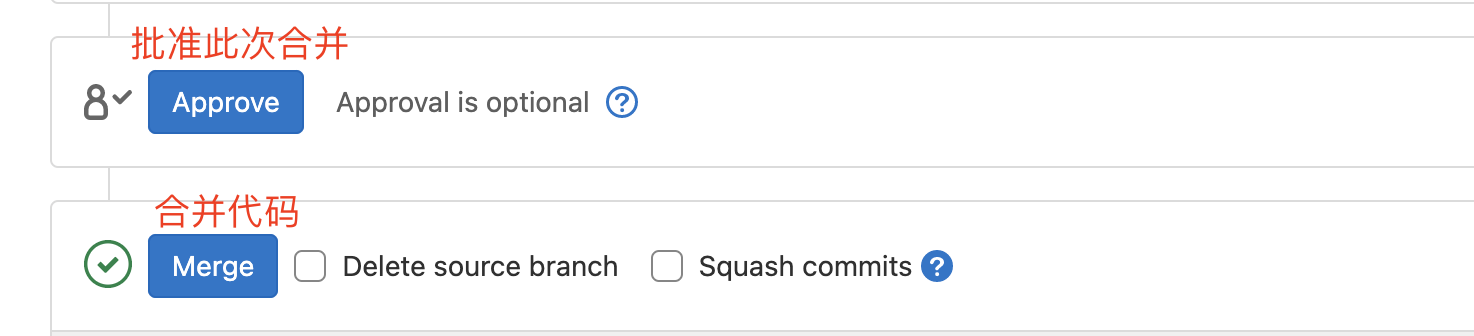 批准此次合并
Approve Approval is optional ?
合并代码
Merge Delete source branch Squash commits ?